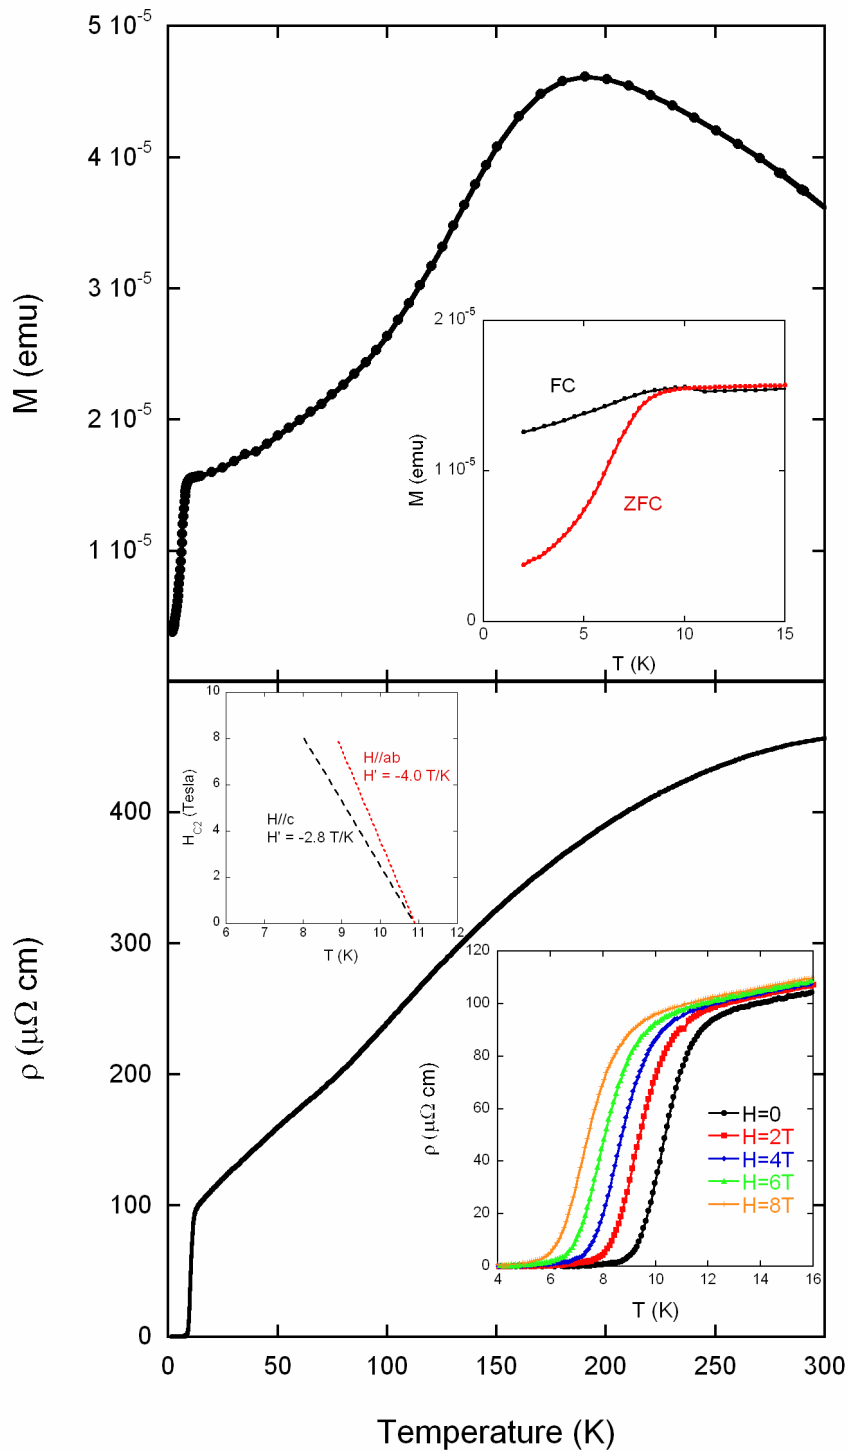 5 10⁻⁵
4 10⁻⁵
3 10⁻⁵
2 10⁻⁵
1 10⁻⁵
M (emu)
2 10⁻⁵
1 10⁻⁵
0
M (emu)
FC
ZFC
0 5 10 15
T (K)
400
300
200
100
0
ρ (μΩ cm)
10
8
6
4
2
0
H_C2 (Tesla)
H//ab
H' = -4.0 T/K
H//c
H' = -2.8 T/K
6 7 8 9 10 11 12
T (K)
120
100
80
60
40
20
0
ρ (μΩ cm)
H=0
H=2T
H=4T
H=6T
H=8T
4 6 8 10 12 14 16
T (K)
0 50 100 150 200 250 300
Temperature (K)